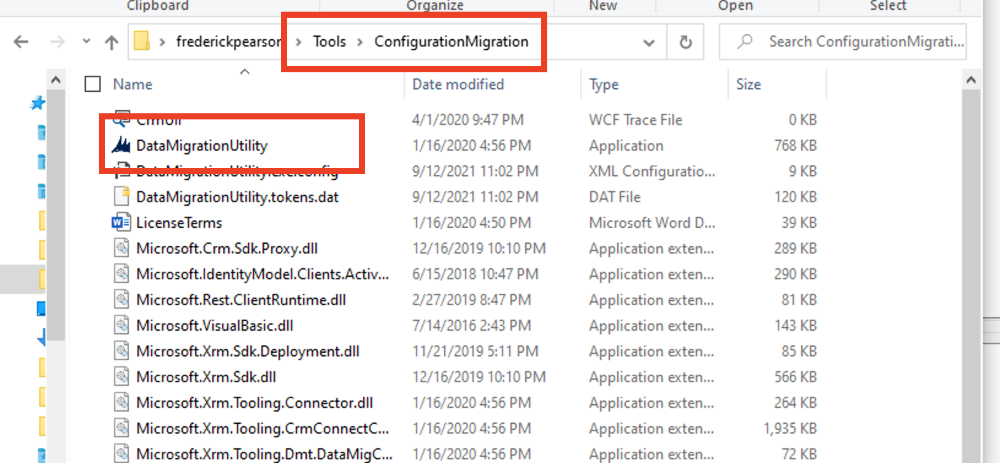 Clipboard Organize New Open Select
frederickpearson Tools ConfigurationMigration Search ConfigurationMigrati...
Name Date modified Type Size
4/1/2020 9:47 PM WCF Trace File 0 KB
DataMigrationUtility 1/16/2020 4:56 PM Application 768 KB
DataMigrationUtility.exe.config 9/12/2021 11:02 PM XML Configuratio... 9 KB
DataMigrationUtility.tokens.dat 9/12/2021 11:02 PM DAT File 120 KB
LicenseTerms 1/16/2020 4:50 PM Microsoft Word D... 39 KB
Microsoft.Crm.Sdk.Proxy.dll 12/16/2019 10:10 PM Application exten... 289 KB
Microsoft.IdentityModel.Clients.Activ... 6/15/2018 10:47 PM Application exten... 290 KB
Microsoft.Rest.ClientRuntime.dll 2/27/2019 8:47 PM Application exten... 81 KB
Microsoft.VisualBasic.dll 7/14/2016 2:43 PM Application exten... 143 KB
Microsoft.Xrm.Sdk.Deployment.dll 11/21/2019 5:11 PM Application exten... 85 KB
Microsoft.Xrm.Sdk.dll 12/16/2019 10:10 PM Application exten... 566 KB
Microsoft.Xrm.Tooling.Connector.dll 1/16/2020 4:56 PM Application exten... 264 KB
Microsoft.Xrm.Tooling.CrmConnectC... 1/16/2020 4:56 PM Application exten... 1,935 KB
Microsoft.Xrm.Tooling.Dmt.DataMigC... 1/16/2020 4:56 PM Application exten... 72 KB